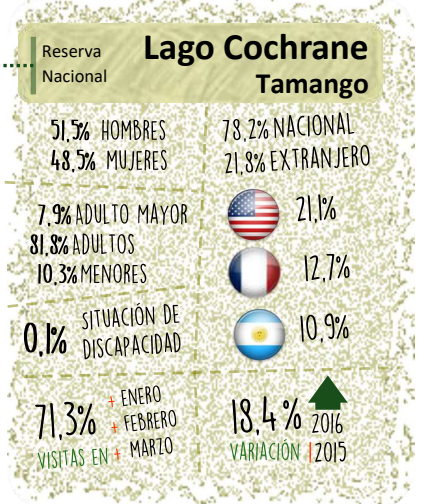 Reserva
Nacional
Lago Cochrane
Tamango
51,5% HOMBRES
48,5% MUJERES
78,2% NACIONAL
21,8% EXTRANJERO
7,9% ADULTO MAYOR
81,8% ADULTOS
10,3% MENORES
21,1%
12,7%
10,9%
0,1% SITUACIÓN DE
DISCAPACIDAD
71,3%
VISITAS EN
+ ENERO
+ FEBRERO
+ MARZO
18,4%
VARIACIÓN
2016
2015